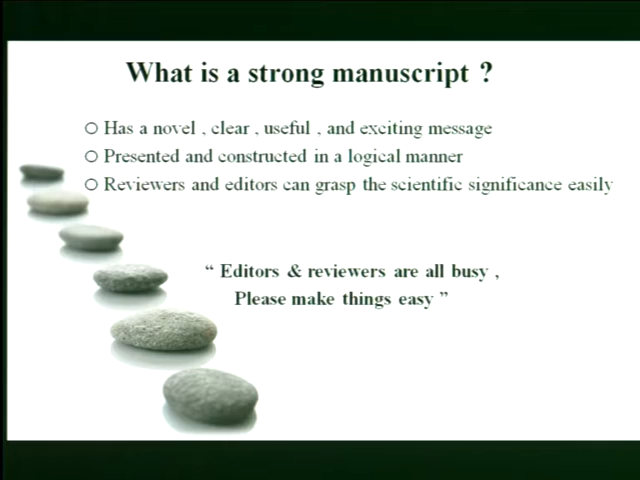 What is a strong manuscript ?
Has a novel , clear , useful , and exciting message
Presented and constructed in a logical manner
Reviewers and editors can grasp the scientific significance easily
“ Editors & reviewers are all busy ,
Please make things easy ”